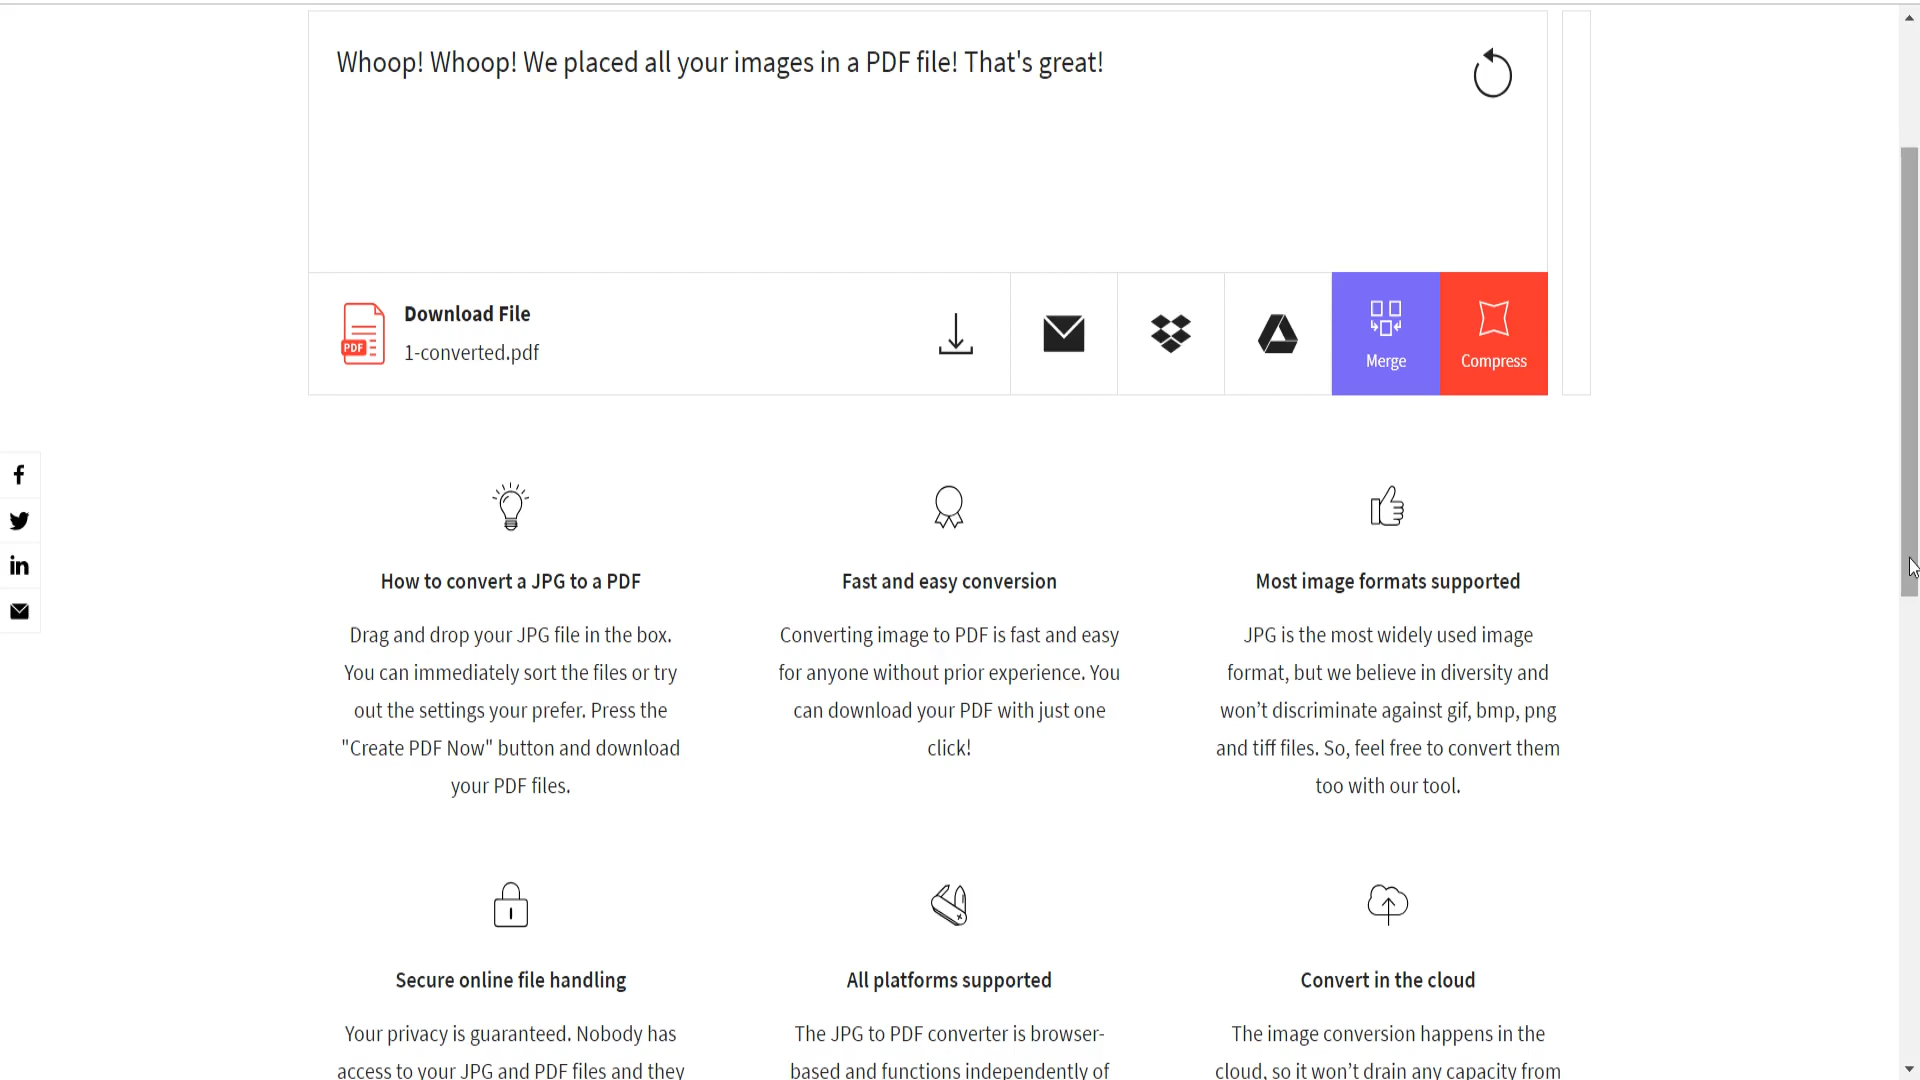 Whoop! Whoop! We placed all your images in a PDF file! That's great!
Download File
1-converted.pdf
PDF
Merge
Compress
How to convert a JPG to a PDF
Drag and drop your JPG file in the box.
You can immediately sort the files or try
out the settings your prefer. Press the
"Create PDF Now" button and download
your PDF files.
Fast and easy conversion
Converting image to PDF is fast and easy
for anyone without prior experience. You
can download your PDF with just one
click!
Most image formats supported
JPG is the most widely used image
format, but we believe in diversity and
won’t discriminate against gif, bmp, png
and tiff files. So, feel free to convert them
too with our tool.
Secure online file handling
Your privacy is guaranteed. Nobody has
access to your JPG and PDF files and they
All platforms supported
The JPG to PDF converter is browser-
based and functions independently of
Convert in the cloud
The image conversion happens in the
cloud, so it won’t drain any capacity from